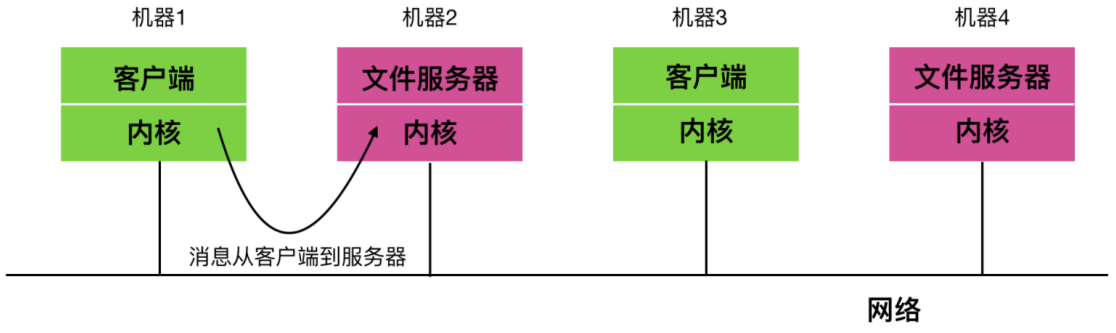 机器1
机器2
机器3
机器4
客户端
文件服务器
客户端
文件服务器
内核
内核
内核
内核
消息从客户端到服务器
网络